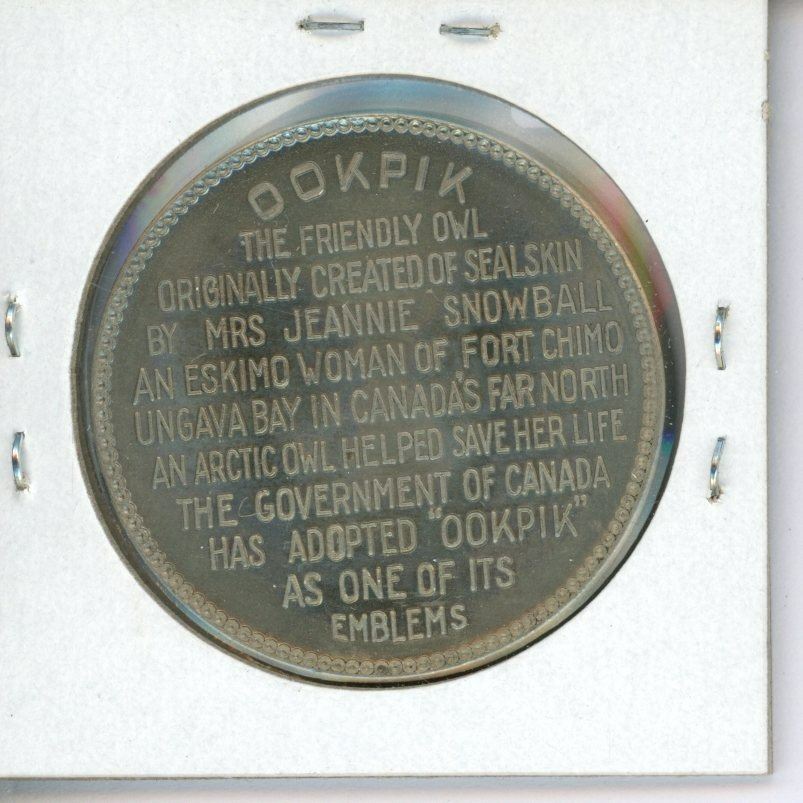 OOKPIK
THE FRIENDLY OWL
ORIGINALLY CREATED OF SEALSKIN
BY MRS JEANNIE SNOWBALL
AN ESKIMO WOMAN OF FORT CHIMO
UNGAVA BAY IN CANADA'S FAR NORTH
AN ARCTIC OWL HELPED SAVE HER LIFE
THE GOVERNMENT OF CANADA
HAS ADOPTED "OOKPIK"
AS ONE OF ITS
EMBLEMS